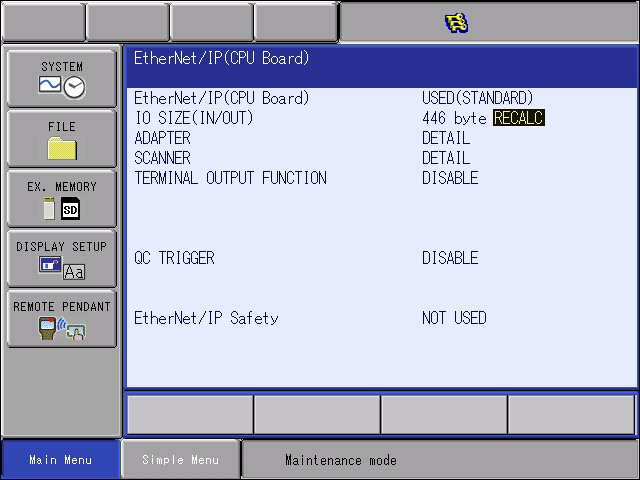 EtherNet/IP(CPU Board)
SYSTEM
FILE
EX. MEMORY
SD
DISPLAY SETUP
Aa
REMOTE PENDANT
EtherNet/IP(CPU Board) USED(STANDARD)
IO SIZE(IN/OUT) 446 byte RECALC
ADAPTER DETAIL
SCANNER DETAIL
TERMINAL OUTPUT FUNCTION DISABLE
QC TRIGGER DISABLE
EtherNet/IP Safety NOT USED
Main Menu Simple Menu Maintenance mode